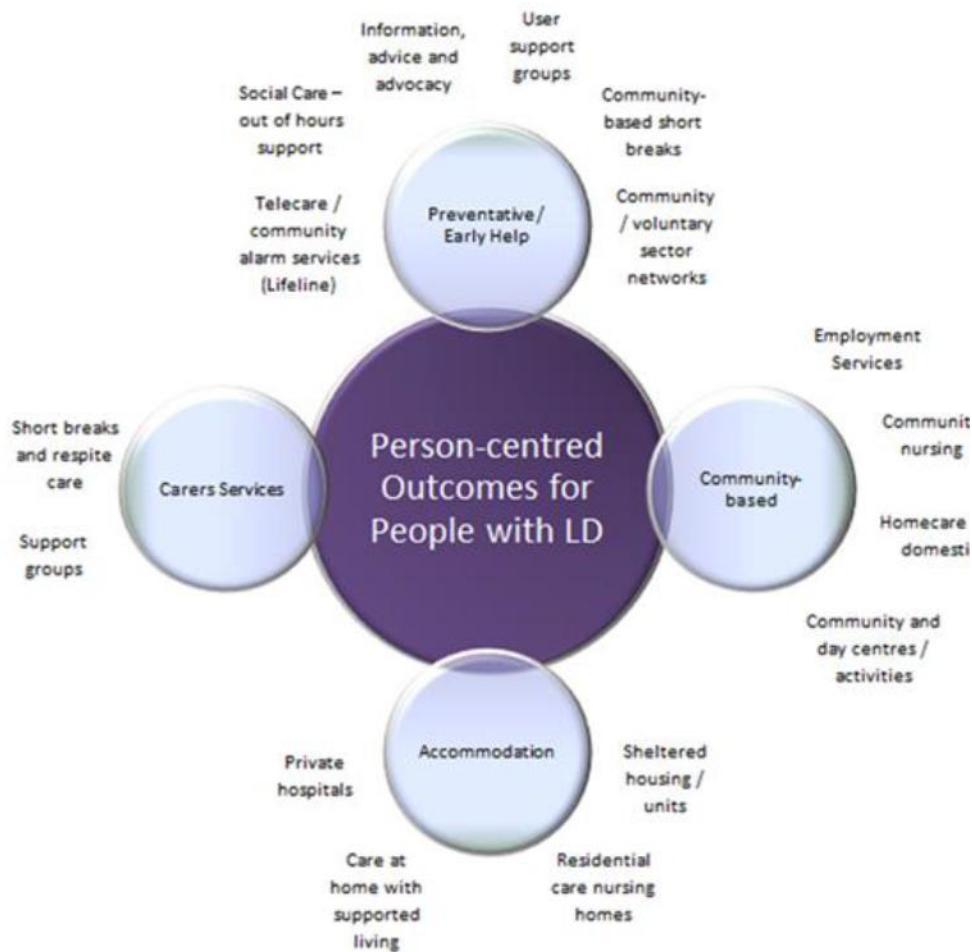 Information,
advice and
advocacy
User
support
groups
Social Care –
out of hours
support
Community-
based short
breaks
Telecare /
community
alarm services
(Lifeline)
Preventative /
Early Help
Community
/ voluntary
sector
networks
Employment
Services
Short breaks
and respite
care
Carers Services
Support
groups
Person-centred
Outcomes for
People with LD
Community-
based
Communit
nursing
Homecare
domesti
Community and
day centres /
activities
Private
hospitals
Accommodation
Sheltered
housing /
units
Care at
home with
supported
living
Residential
care nursing
homes